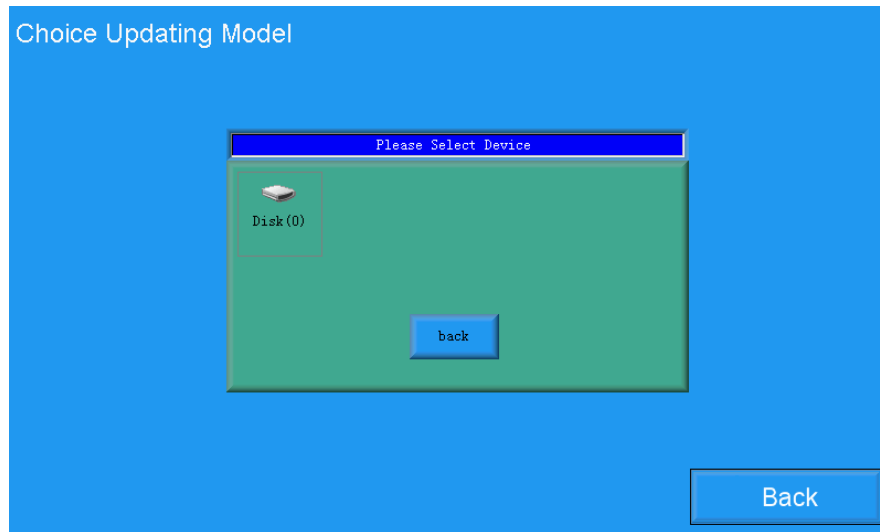 Choice Updating Model
Please Select Device
Disk(0)
back
Back